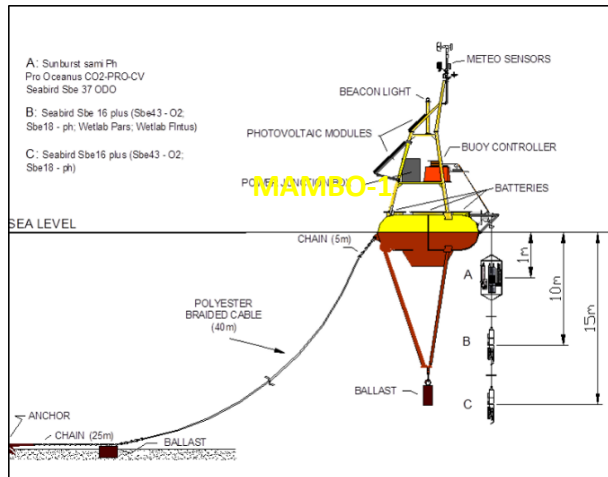 A: Sunburst sami Ph
Pro Oceanus CO2-PRO-CV
Seabird Sbe 37 ODO
B: Seabird Sbe 16 plus (Sbe43 - O2;
Sbe18 - ph; Wetlab Pars; Wetlab Flntus)
C: Seabird Sbe16 plus (Sbe43 - O2;
Sbe18 - ph)
METEO SENSORS
BEACON LIGHT
PHOTOVOLTAIC MODULES
BUOY CONTROLLER
POWER JUNCTION BOX
MAMBO-1
BATTERIES
SEA LEVEL
CHAIN (5m)
1m
A
10m
15m
POLYESTER
BRAIDED CABLE
(40m)
B
BALLAST
C
ANCHOR
CHAIN (25m)
BALLAST